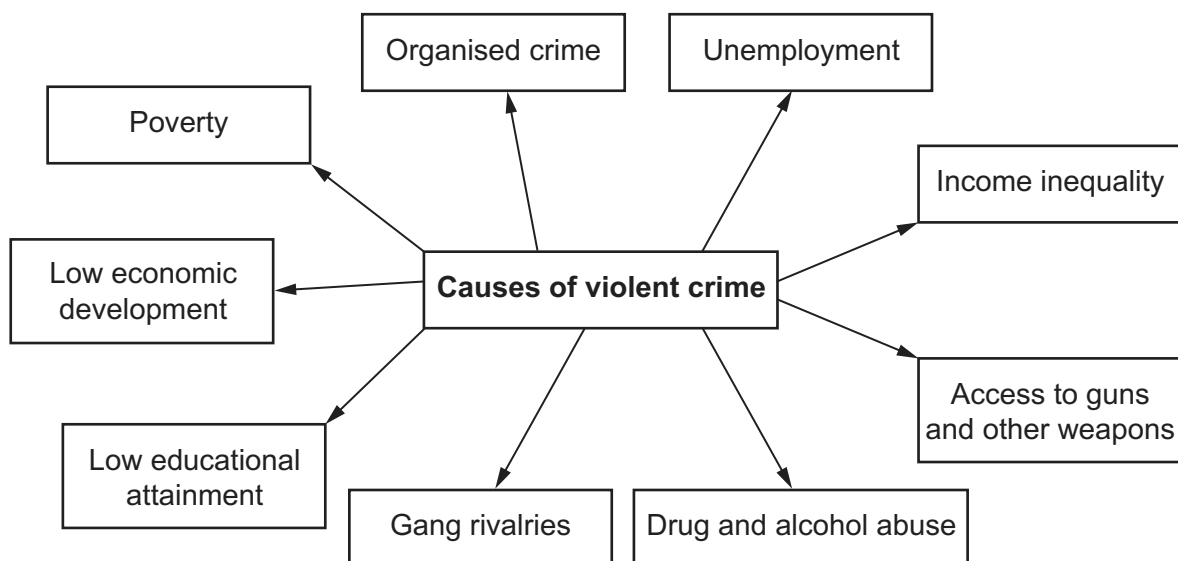 Organised crime
Unemployment
Poverty
Income inequality
Low economic
development
Causes of violent crime
Access to guns
and other weapons
Low educational
attainment
Gang rivalries
Drug and alcohol abuse